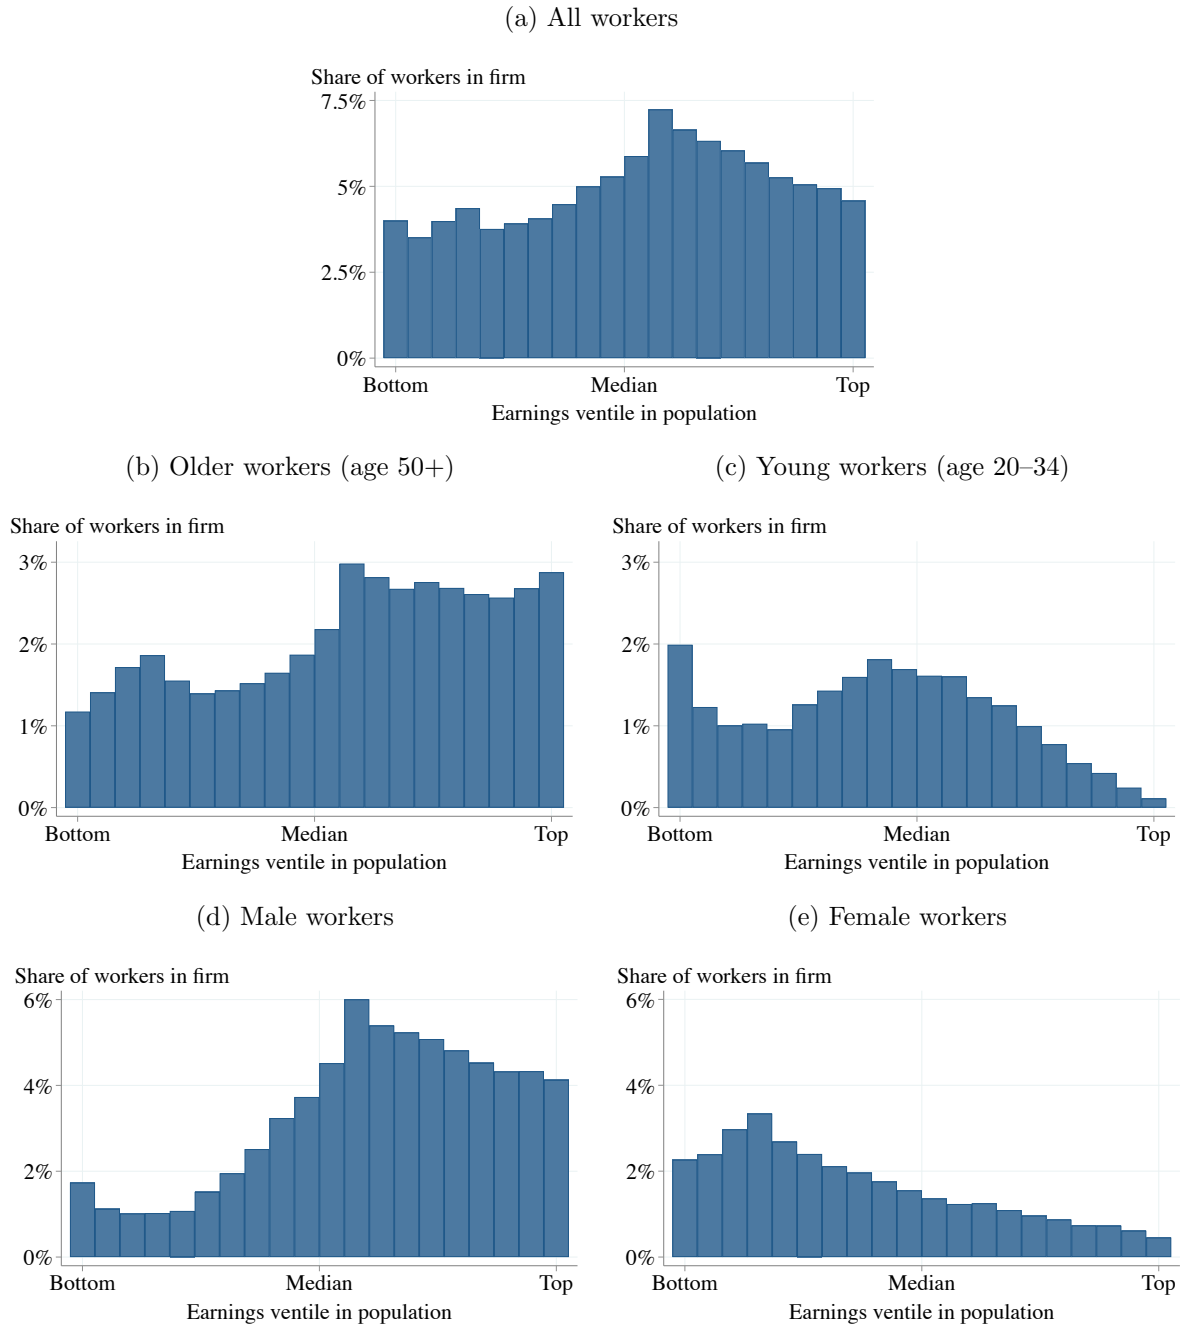 (a) All workers
Share of workers in firm
7.5%
5%
2.5%
0%
Bottom Median Top
Earnings ventile in population
(b) Older workers (age 50+)
Share of workers in firm
3%
2%
1%
0%
Bottom Median Top
Earnings ventile in population
(c) Young workers (age 20–34)
Share of workers in firm
3%
2%
1%
0%
Bottom Median Top
Earnings ventile in population
(d) Male workers
Share of workers in firm
6%
4%
2%
0%
Bottom Median Top
Earnings ventile in population
(e) Female workers
Share of workers in firm
6%
4%
2%
0%
Bottom Median Top
Earnings ventile in population